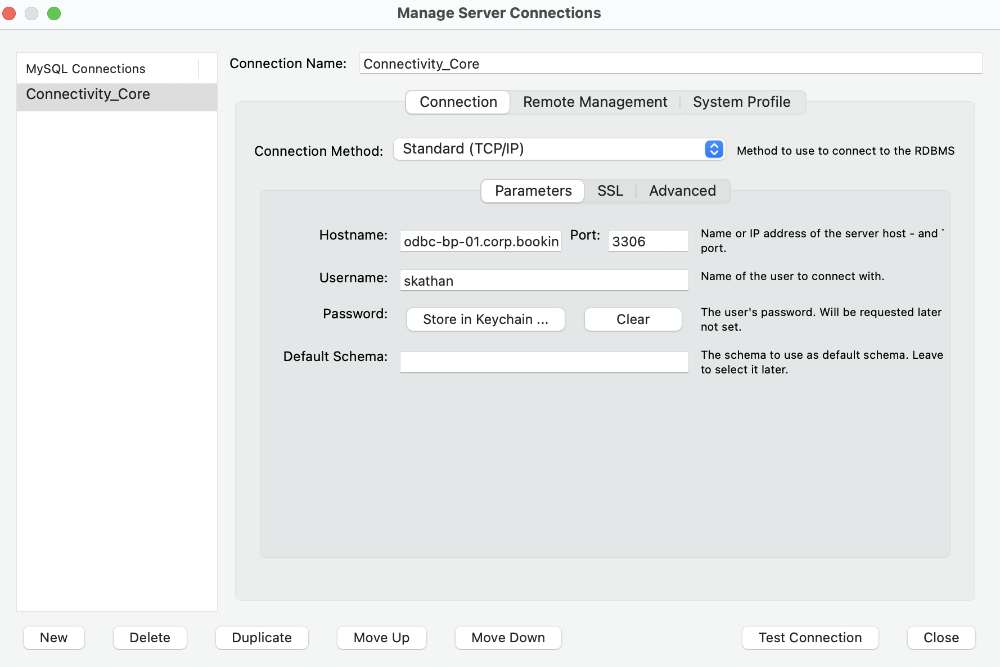 Manage Server Connections
MySQL Connections
Connectivity_Core
Connection Name: Connectivity_Core
Connection Remote Management System Profile
Connection Method: Standard (TCP/IP) Method to use to connect to the RDBMS
Parameters SSL Advanced
Hostname: odbc-bp-01.corp.bookin Port: 3306 Name or IP address of the server host - and
port.
Username: skathan Name of the user to connect with.
Password: Store in Keychain ... Clear The user's password. Will be requested later
not set.
Default Schema: The schema to use as default schema. Leave
to select it later.
New Delete Duplicate Move Up Move Down Test Connection Close